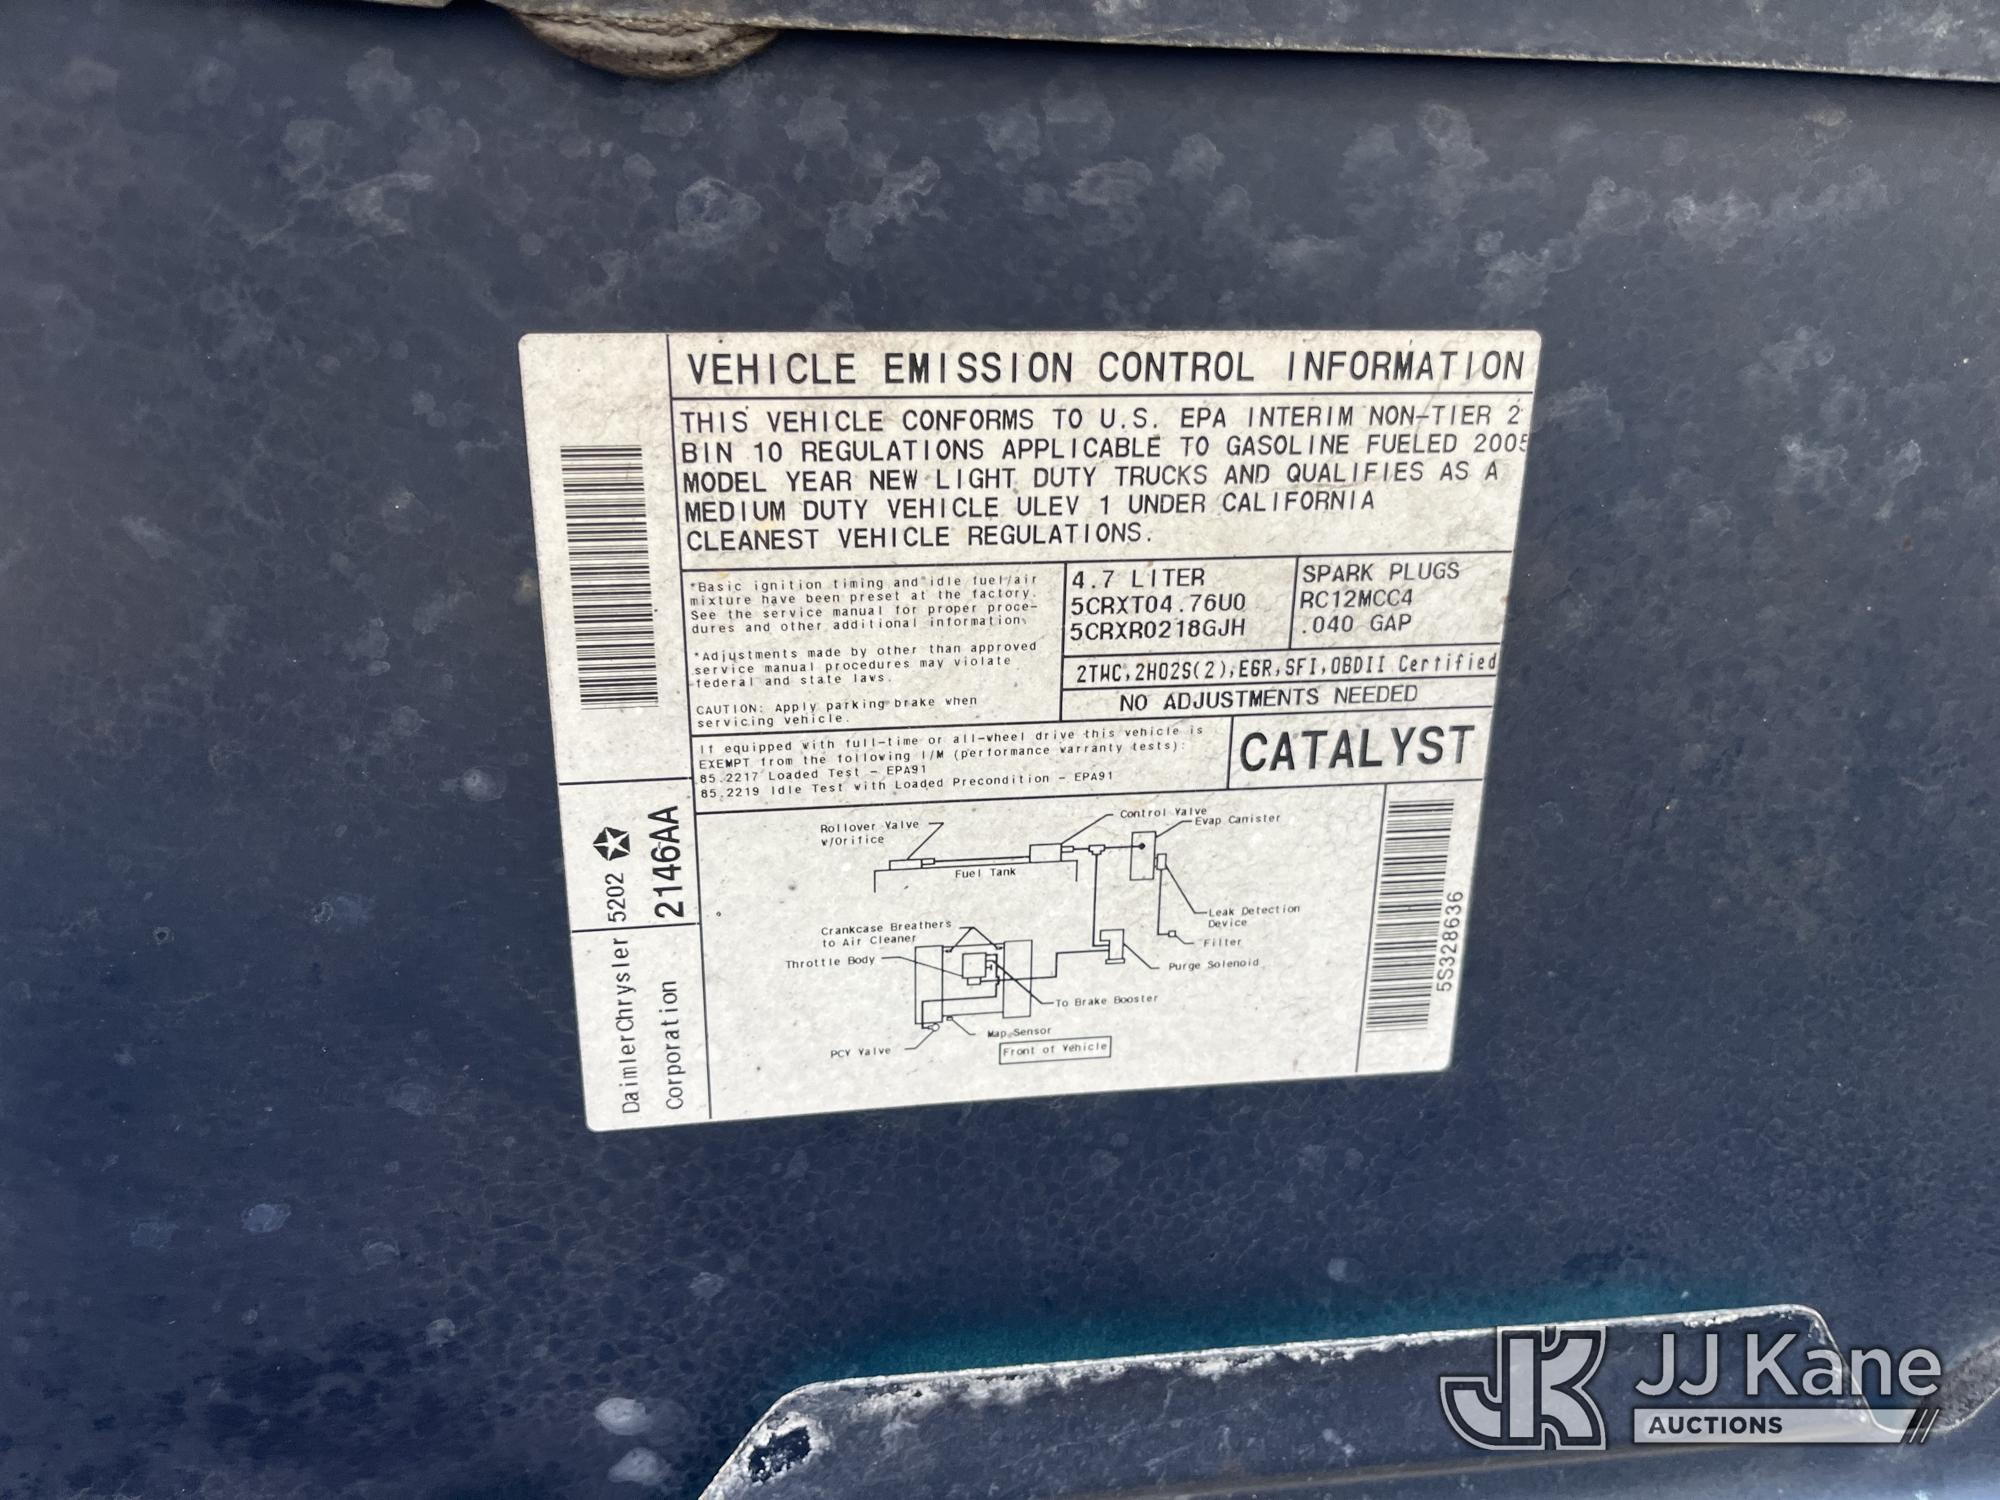 VEHICLE EMISSION CONTROL INFORMATION
THIS VEHICLE CONFORMS TO U.S. EPA INTERIM NON-TIER 2
BIN 10 REGULATIONS APPLICABLE TO GASOLINE FUELED 2005
MODEL YEAR NEW LIGHT DUTY TRUCKS AND QUALIFIES AS A
MEDIUM DUTY VEHICLE ULEV 1 UNDER CALIFORNIA
CLEANEST VEHICLE REGULATIONS.
*Basic ignition timing and idle fuel/air
mixture have been preset at the factory.
See the service manual for proper proce-
dures and other additional information.
*Adjustments made by other than approved
service manual procedures may violate
federal and state laws.
CAUTION: Apply parking brake when
servicing vehicle.
4.7 LITER
5CRXT04.76U0
5CRXR0218GJH
SPARK PLUGS
RC12MCC4
.040 GAP
2TWC,2HO2S(2),EGR,SFI,OBDII Certified
NO ADJUSTMENTS NEEDED
If equipped with full-time or all-wheel drive this vehicle is
EXEMPT from the following I/M (performance warranty tests):
85.2217 Loaded Test - EPA91
85.2219 Idle Test with Loaded Precondition - EPA91
CATALYST
Rollover Valve
w/Orifice
Control Valve
Evap Canister
Fuel Tank
Leak Detection
Device
Filter
Purge Solenoid
Crankcase Breathers
to Air Cleaner
Throttle Body
To Brake Booster
Map Sensor
PCV Valve
Front of Vehicle
DaimlerChrysler
Corporation
5202
2146AA
5S328636
JK
JJ Kane
AUCTIONS